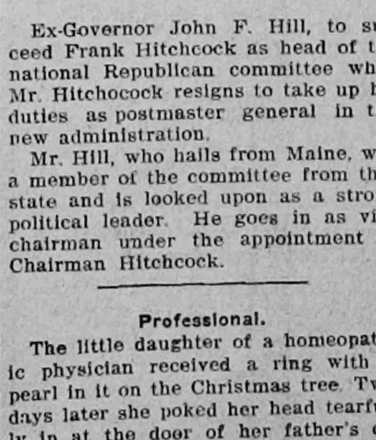 Ex-Governor John F. Hill, to su
ceed Frank Hitchcock as head of t
national Republican committee wh
Mr. Hitchocock resigns to take up h
duties as postmaster general in t
new administration.
Mr. Hill, who hails from Maine, w
a member of the committee from th
state and is looked upon as a stro
political leader. He goes in as vi
chairman under the appointment
Chairman Hitchcock.
Professional.
The little daughter of a homeopat
ic physician received a ring with
pearl in it on the Christmas tree. Tw
days later she poked her head tearfu
ly in at the door of her father's